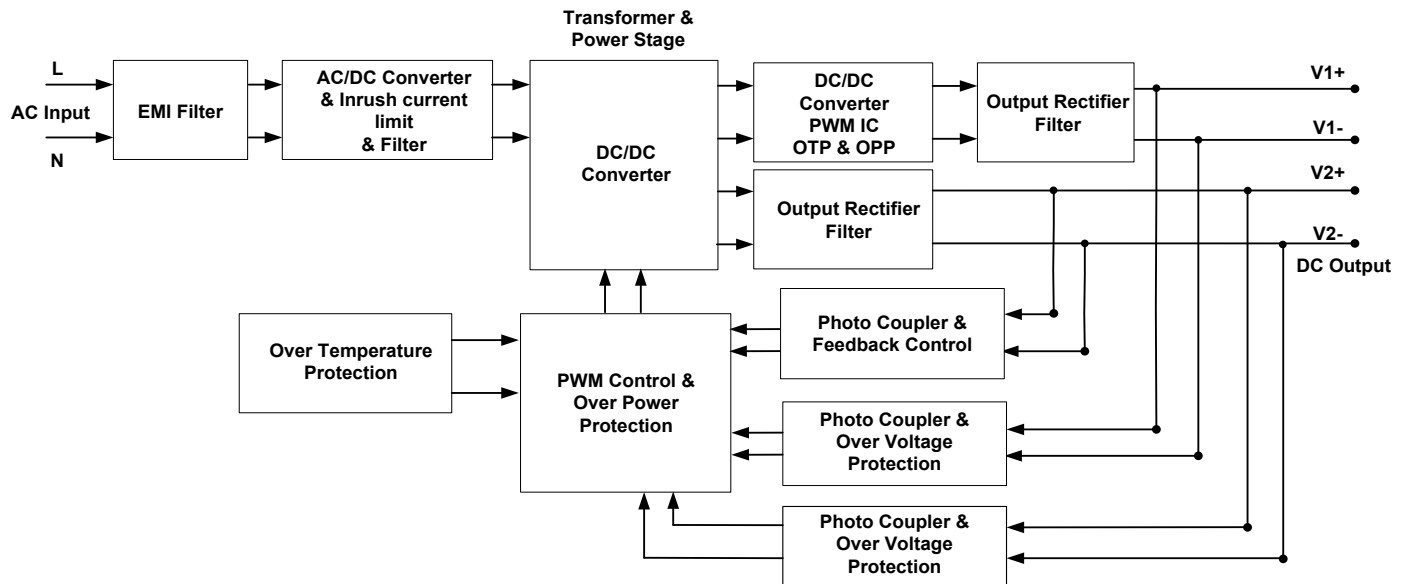 Transformer &
Power Stage
L
AC Input
N
EMI Filter
AC/DC Converter
& Inrush current
limit
& Filter
DC/DC
Converter
DC/DC
Converter
PWM IC
OTP & OPP
Output Rectifier
Filter
V1+
V1-
V2+
V2-
DC Output
Output Rectifier
Filter
Over Temperature
Protection
PWM Control &
Over Power
Protection
Photo Coupler &
Feedback Control
Photo Coupler &
Over Voltage
Protection
Photo Coupler &
Over Voltage
Protection